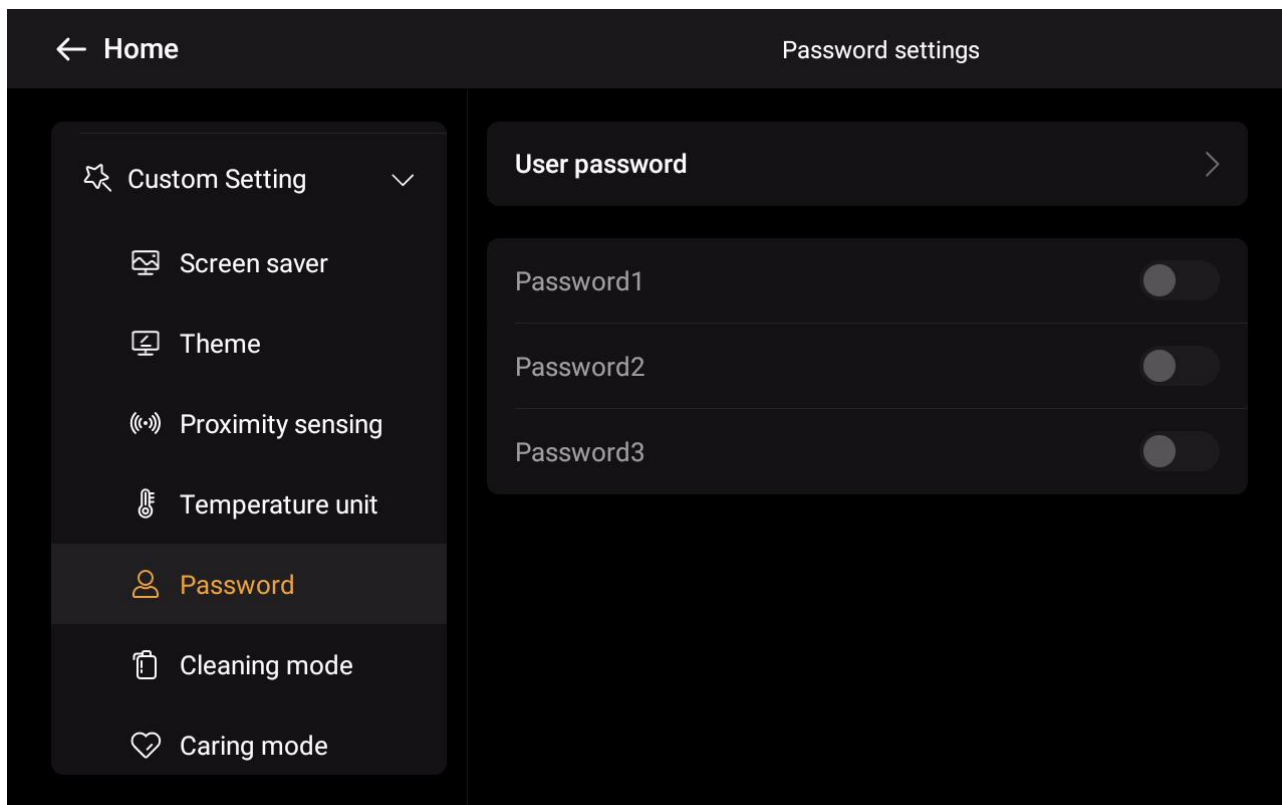 Home
Password settings
Custom Setting
Screen saver
Theme
Proximity sensing
Temperature unit
Password
Cleaning mode
Caring mode
User password
Password1
Password2
Password3